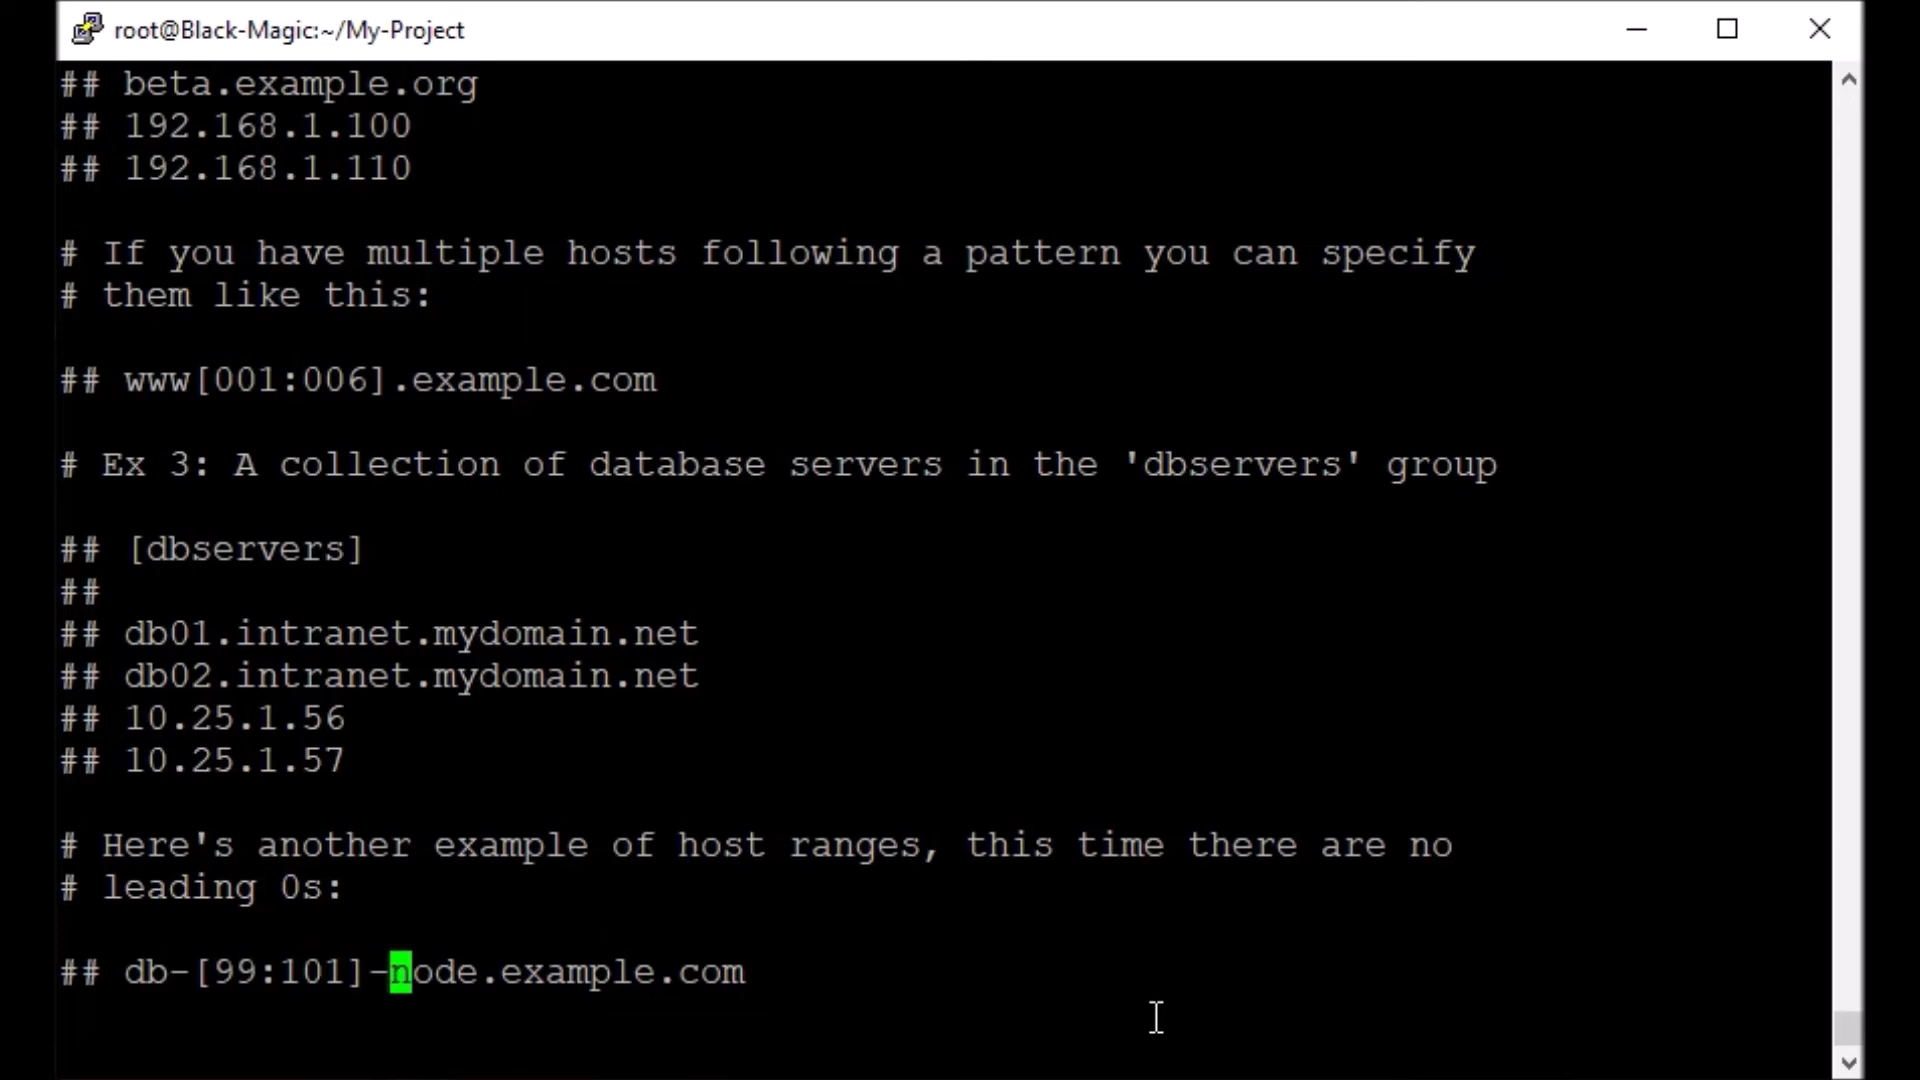 root@Black-Magic:~/My-Project
## beta.example.org
## 192.168.1.100
## 192.168.1.110
# If you have multiple hosts following a pattern you can specify
# them like this:
## www[001:006].example.com
# Ex 3: A collection of database servers in the 'dbservers' group
## [dbservers]
##
## db01.intranet.mydomain.net
## db02.intranet.mydomain.net
## 10.25.1.56
## 10.25.1.57
# Here's another example of host ranges, this time there are no
# leading 0s:
## db-[99:101]-node.example.com